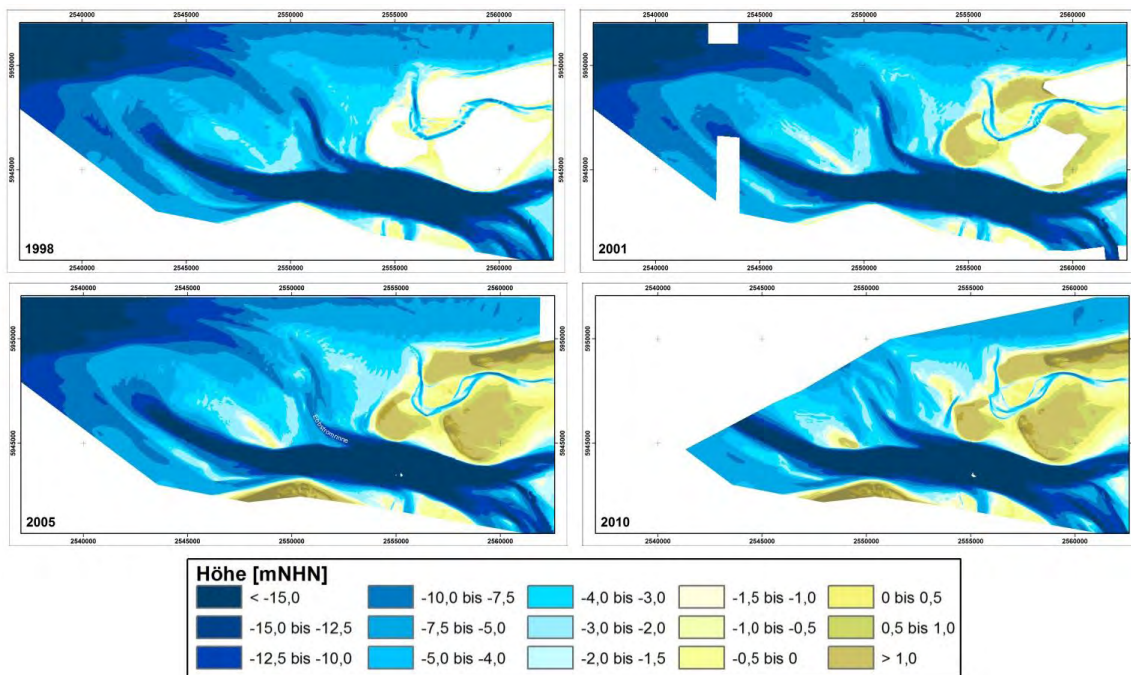 2540000 2545000 2550000 2555000 2560000
5950000
5945000
1998
2540000 2545000 2550000 2555000 2560000
2540000 2545000 2550000 2555000 2560000
5950000
5945000
2001
2540000 2545000 2550000 2555000 2560000
2540000 2545000 2550000 2555000 2560000
5950000
5945000
2005
2540000 2545000 2550000 2555000 2560000
2540000 2545000 2550000 2555000 2560000
5950000
5945000
2010
2540000 2545000 2550000 2555000 2560000
Höhe [mNHN]
< -15,0
-15,0 bis -12,5
-12,5 bis -10,0
-10,0 bis -7,5
-7,5 bis -5,0
-5,0 bis -4,0
-4,0 bis -3,0
-3,0 bis -2,0
-2,0 bis -1,5
-1,5 bis -1,0
-1,0 bis -0,5
-0,5 bis 0
0 bis 0,5
0,5 bis 1,0
> 1,0